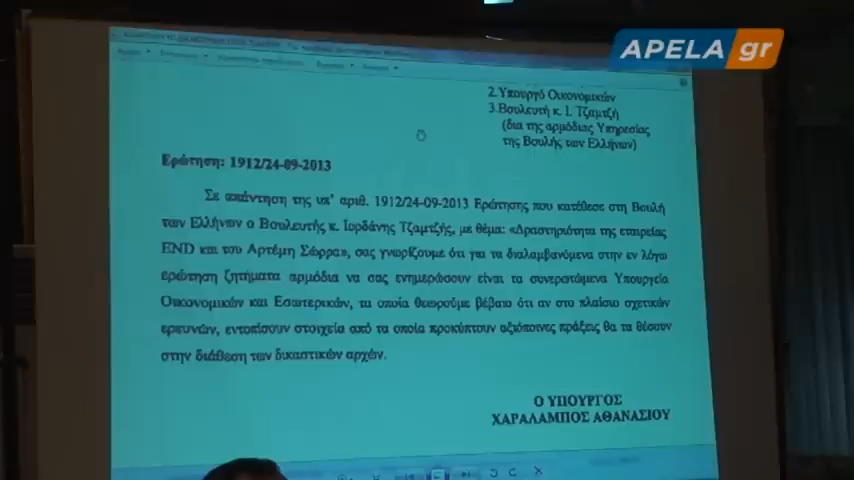 APELA gr
2.Υπουργό Οικονομικών
3.Βουλευτή κ. Ι. Τζαμτζή
(δια της αρμόδιας Υπηρεσίας
της Βουλής των Ελλήνων)
Ερώτηση: 1912/24-09-2013
Σε απάντηση της υπ' αριθ. 1912/24-09-2013 Ερώτησης που κατέθεσε στη Βουλή
των Ελλήνων ο Βουλευτής κ. Ιορδάνης Τζαμτζής, με θέμα: «Δραστηριότητα της εταιρείας
END και του Αρτέμη Σώρρα», σας γνωρίζουμε ότι για τα διαλαμβανόμενα στην εν λόγω
ερώτηση ζητήματα αρμόδια να σας ενημερώσουν είναι τα συνερωτώμενα Υπουργεία
Οικονομικών και Εσωτερικών, τα οποία θεωρούμε βέβαιο ότι αν στο πλαίσιο σχετικών
ερευνών, εντοπίσουν στοιχεία από τα οποία προκύπτουν αξιόποινες πράξεις θα τα θέσουν
στην διάθεση των δικαστικών αρχών.
Ο ΥΠΟΥΡΓΟΣ
ΧΑΡΑΛΑΜΠΟΣ ΑΘΑΝΑΣΙΟΥ